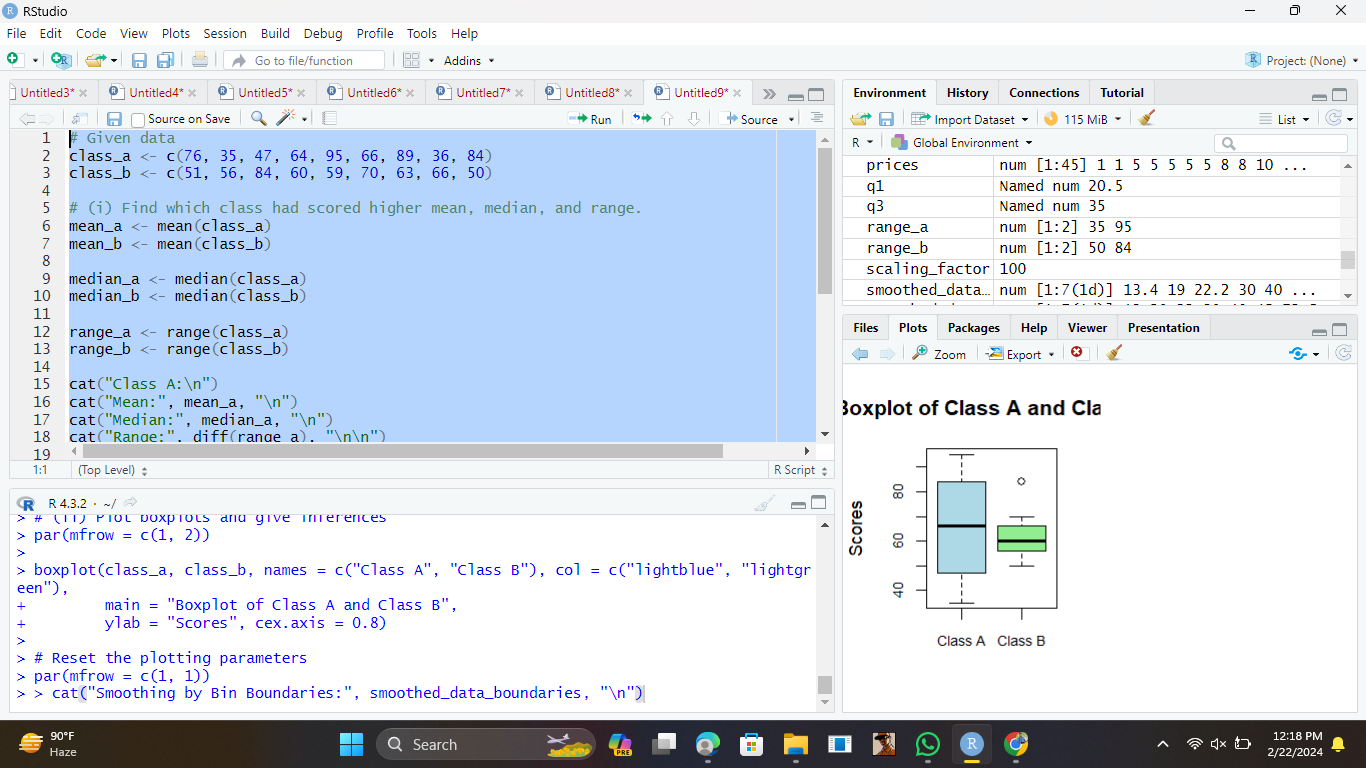 RStudio
File Edit Code View Plots Session Build Debug Profile Tools Help
Go to file/function Addins Project: (None)
Untitled3* Untitled4* Untitled5* Untitled6* Untitled7* Untitled8* Untitled9*
Source on Save Run Source
1 # Given data
2 class_a <- c(76, 35, 47, 64, 95, 66, 89, 36, 84)
3 class_b <- c(51, 56, 84, 60, 59, 70, 63, 66, 50)
4
5 # (i) Find which class had scored higher mean, median, and range.
6 mean_a <- mean(class_a)
7 mean_b <- mean(class_b)
8
9 median_a <- median(class_a)
10 median_b <- median(class_b)
11
12 range_a <- range(class_a)
13 range_b <- range(class_b)
14
15 cat("Class A:\n")
16 cat("Mean:", mean_a, "\n")
17 cat("Median:", median_a, "\n")
18 cat("Range:", diff(range_a), "\n\n")
19
1:1 (Top Level) R Script
R 4.3.2 · ~/
> # (ii) Plot boxplots and give inferences
> par(mfrow = c(1, 2))
>
> boxplot(class_a, class_b, names = c("Class A", "Class B"), col = c("lightblue", "lightgr
een"),
+ main = "Boxplot of Class A and Class B",
+ ylab = "Scores", cex.axis = 0.8)
>
> # Reset the plotting parameters
> par(mfrow = c(1, 1))
> > cat("Smoothing by Bin Boundaries:", smoothed_data_boundaries, "\n")
Environment History Connections Tutorial
Import Dataset 115 MiB List
R Global Environment
prices num [1:45] 1 1 5 5 5 5 5 8 8 10 ...
q1 Named num 20.5
q3 Named num 35
range_a num [1:2] 35 95
range_b num [1:2] 50 84
scaling_factor 100
smoothed_data… num [1:7(1d)] 13.4 19 22.2 30 40 ...
Files Plots Packages Help Viewer Presentation
Zoom Export
Boxplot of Class A and Cla
Scores
80
60
40
Class A Class B
90°F
Haze
Search
PRE
12:18 PM
2/22/2024